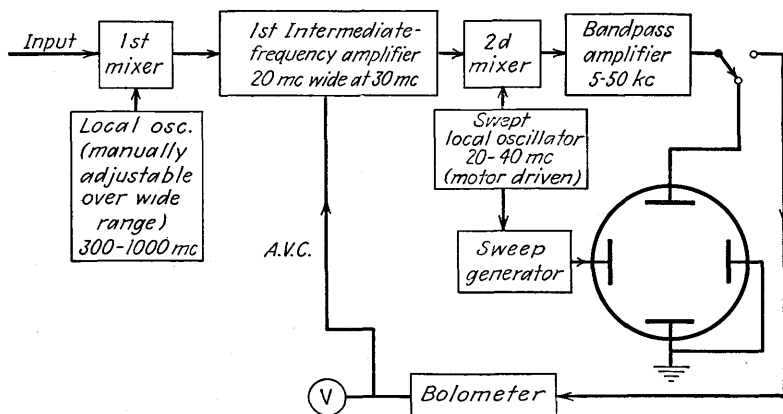 Input
1st
mixer
1st Intermediate-
frequency amplifier
20 mc wide at 30 mc
2d
mixer
Bandpass
amplifier
5-50 kc
Local osc.
(manually
adjustable
over wide
range)
300-1000 mc
Swept
local oscillator
20-40 mc
(motor driven)
A.V.C.
Sweep
generator
V
Bolometer